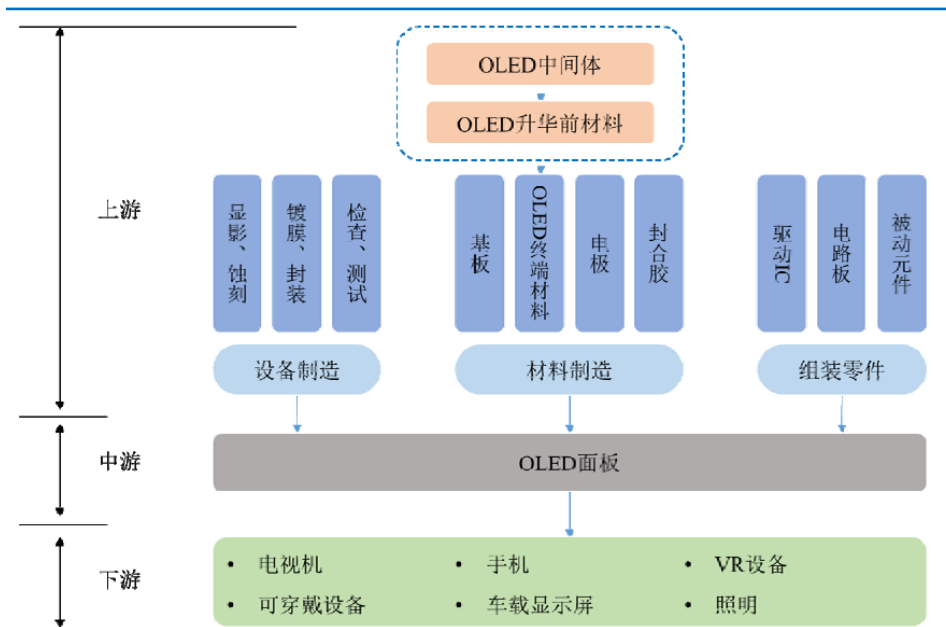 OLED中间体
OLED升华前材料
上游
显影、蚀刻
镀膜、封装
检查、测试
基板
OLED终端材料
电极
封合胶
驱动IC
电路板
被动元件
设备制造
材料制造
组装零件
中游
OLED面板
下游
• 电视机
• 手机
• VR设备
• 可穿戴设备
• 车载显示屏
• 照明